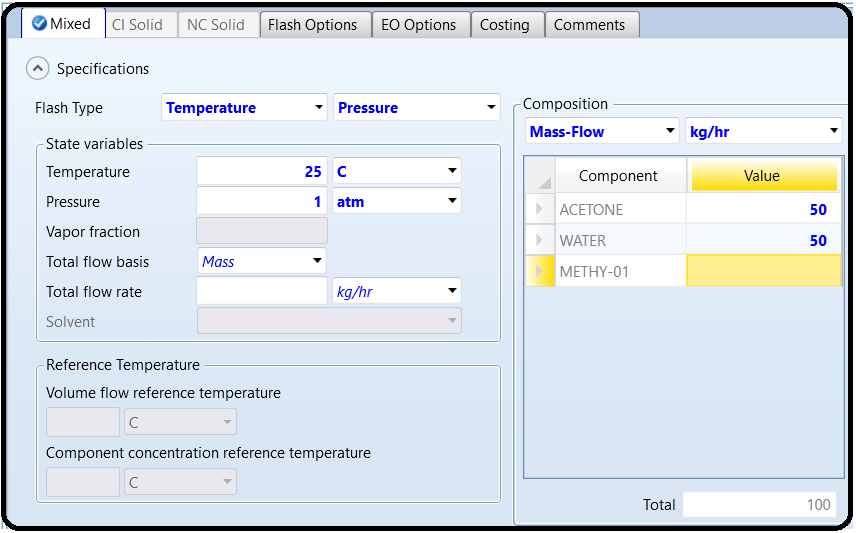 Mixed CI Solid NC Solid Flash Options EO Options Costing Comments
Specifications
Flash Type Temperature Pressure
State variables
Temperature 25 C
Pressure 1 atm
Vapor fraction
Total flow basis Mass
Total flow rate kg/hr
Solvent
Reference Temperature
Volume flow reference temperature
C
Component concentration reference temperature
C
Composition
Mass-Flow kg/hr
Component Value
ACETONE 50
WATER 50
METHY-01
Total 100